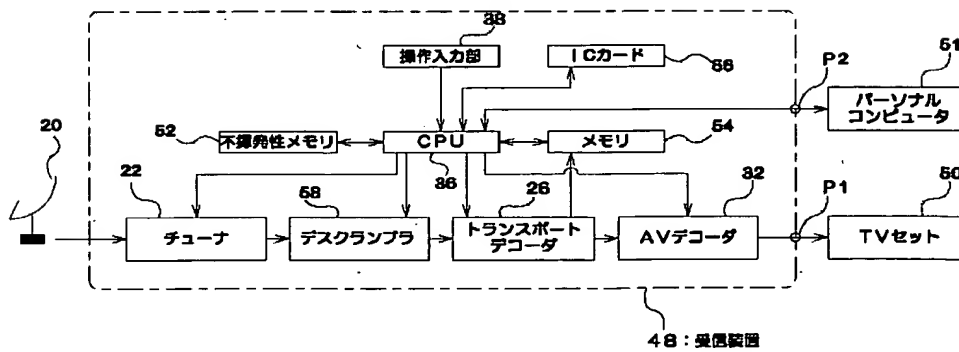 38
操作入力部
ICカード
56
P2
51
パーソナル
コンピュータ
20
52
不揮発性メモリ
CPU
メモリ
54
22
58
36
26
32
P1
50
チューナ
デスクランブラ
トランスポート
デコーダ
AVデコーダ
TVセット
48:受信装置